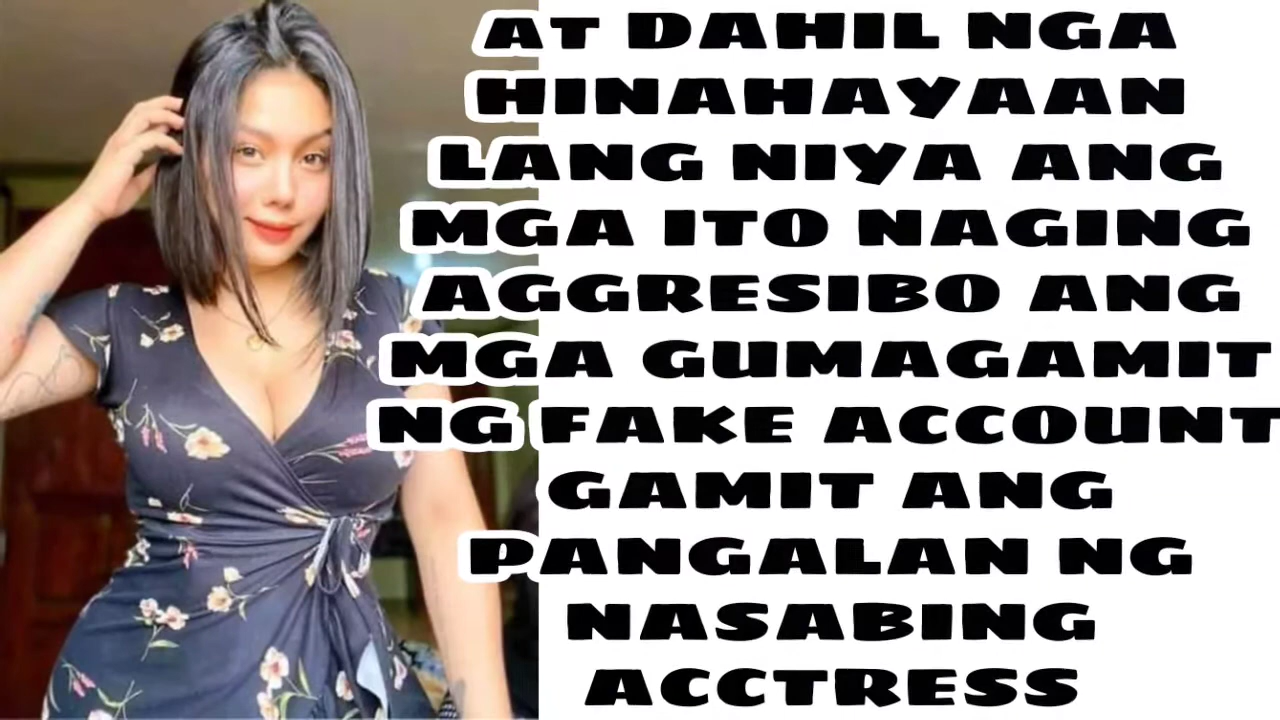 AT DAHIL NGA
HINAHAYAAN
LANG NIYA ANG
MGA ITO NAGING
AGGRESIBO ANG
MGA GUMAGAMIT
NG FAKE ACCOUNT
GAMIT ANG
PANGALAN NG
NASABING
ACCTRESS